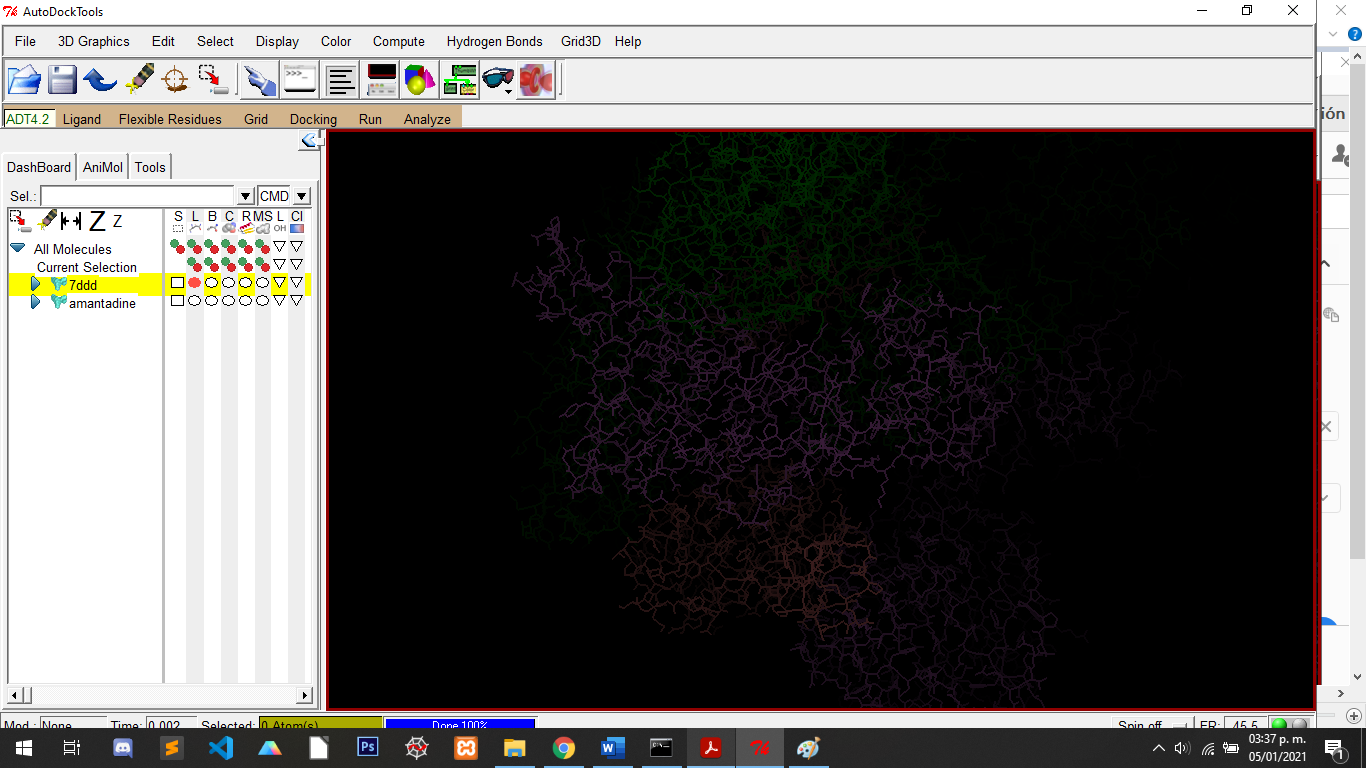 AutoDockTools
File 3D Graphics Edit Select Display Color Compute Hydrogen Bonds Grid3D Help
ADT4.2 Ligand Flexible Residues Grid Docking Run Analyze
ión
DashBoard AniMol Tools
Sel.: CMD
Z Z S L B C R MS L Cl
OH
All Molecules
Current Selection
7ddd
amantadine
Mod.: None Time: 0.002 Selected: 0 Atom(s) Done 100% Spin off FR: 45.5
Ps
W
03:37 p. m.
05/01/2021
1